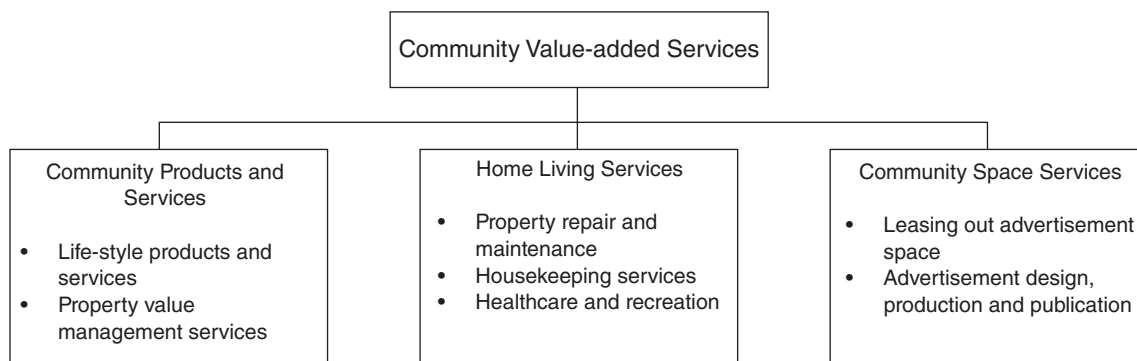 Community Value-added Services
Community Products and
Services
• Life-style products and
services
• Property value
management services
Home Living Services
• Property repair and
maintenance
• Housekeeping services
• Healthcare and recreation
Community Space Services
• Leasing out advertisement
space
• Advertisement design,
production and publication